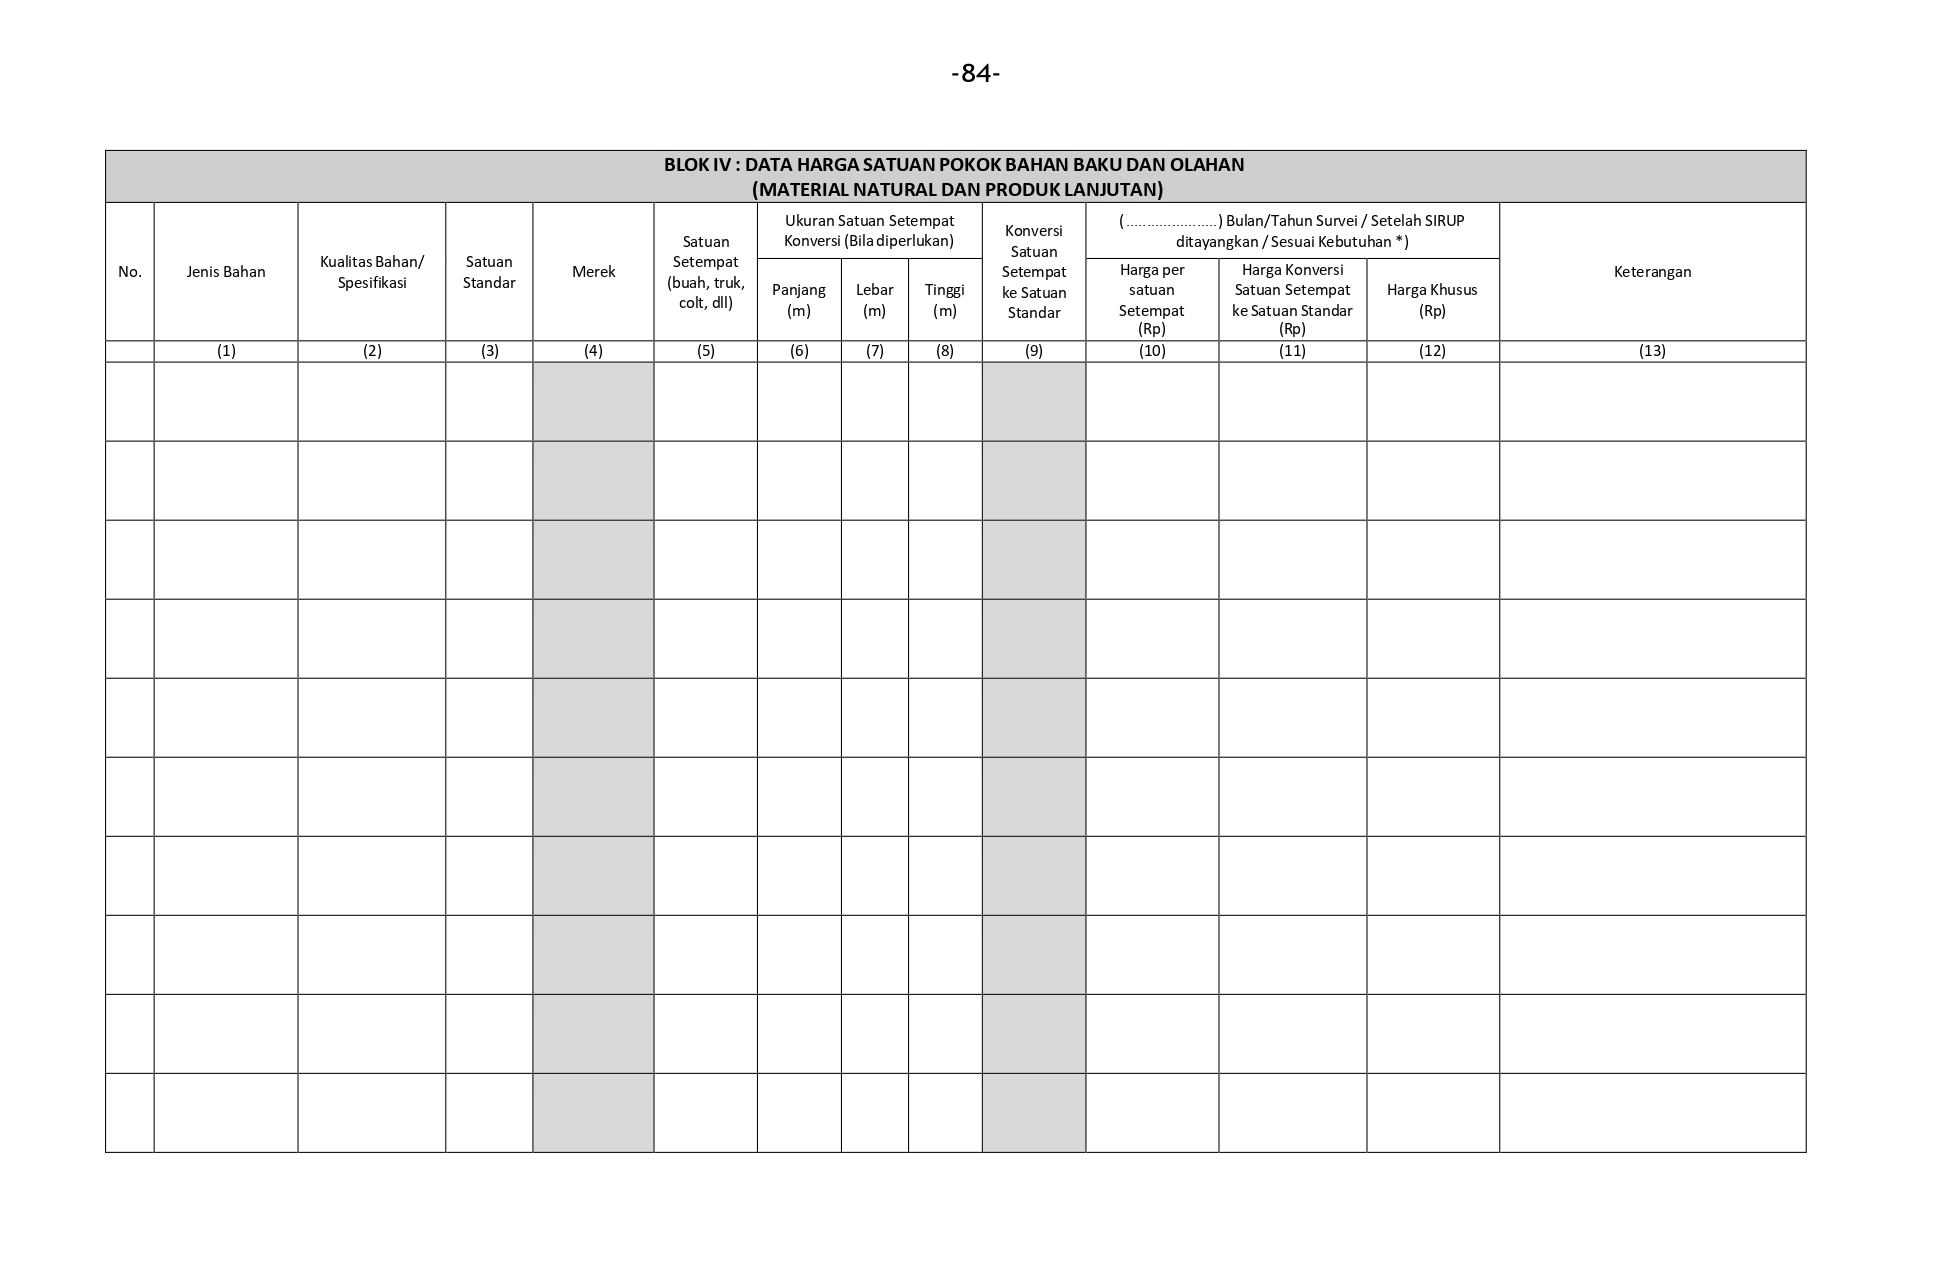 -84-
BLOK IV : DATA HARGA SATUAN POKOK BAHAN BAKU DAN OLAHAN
(MATERIAL NATURAL DAN PRODUK LANJUTAN)
No.
Jenis Bahan
Kualitas Bahan/
Spesifikasi
Satuan
Standar
Merek
Satuan
Setempat
(buah, truk,
colt, dll)
Ukuran Satuan Setempat
Konversi (Bila diperlukan)
Panjang
(m)
Lebar
(m)
Tinggi
(m)
Konversi
Satuan
Setempat
ke Satuan
Standar
(......................) Bulan/Tahun Survei / Setelah SIRUP
ditayangkan / Sesuai Kebutuhan *)
Harga per
satuan
Setempat
(Rp)
Harga Konversi
Satuan Setempat
ke Satuan Standar
(Rp)
Harga Khusus
(Rp)
Keterangan
(1) (2) (3) (4) (5) (6) (7) (8) (9) (10) (11) (12) (13)